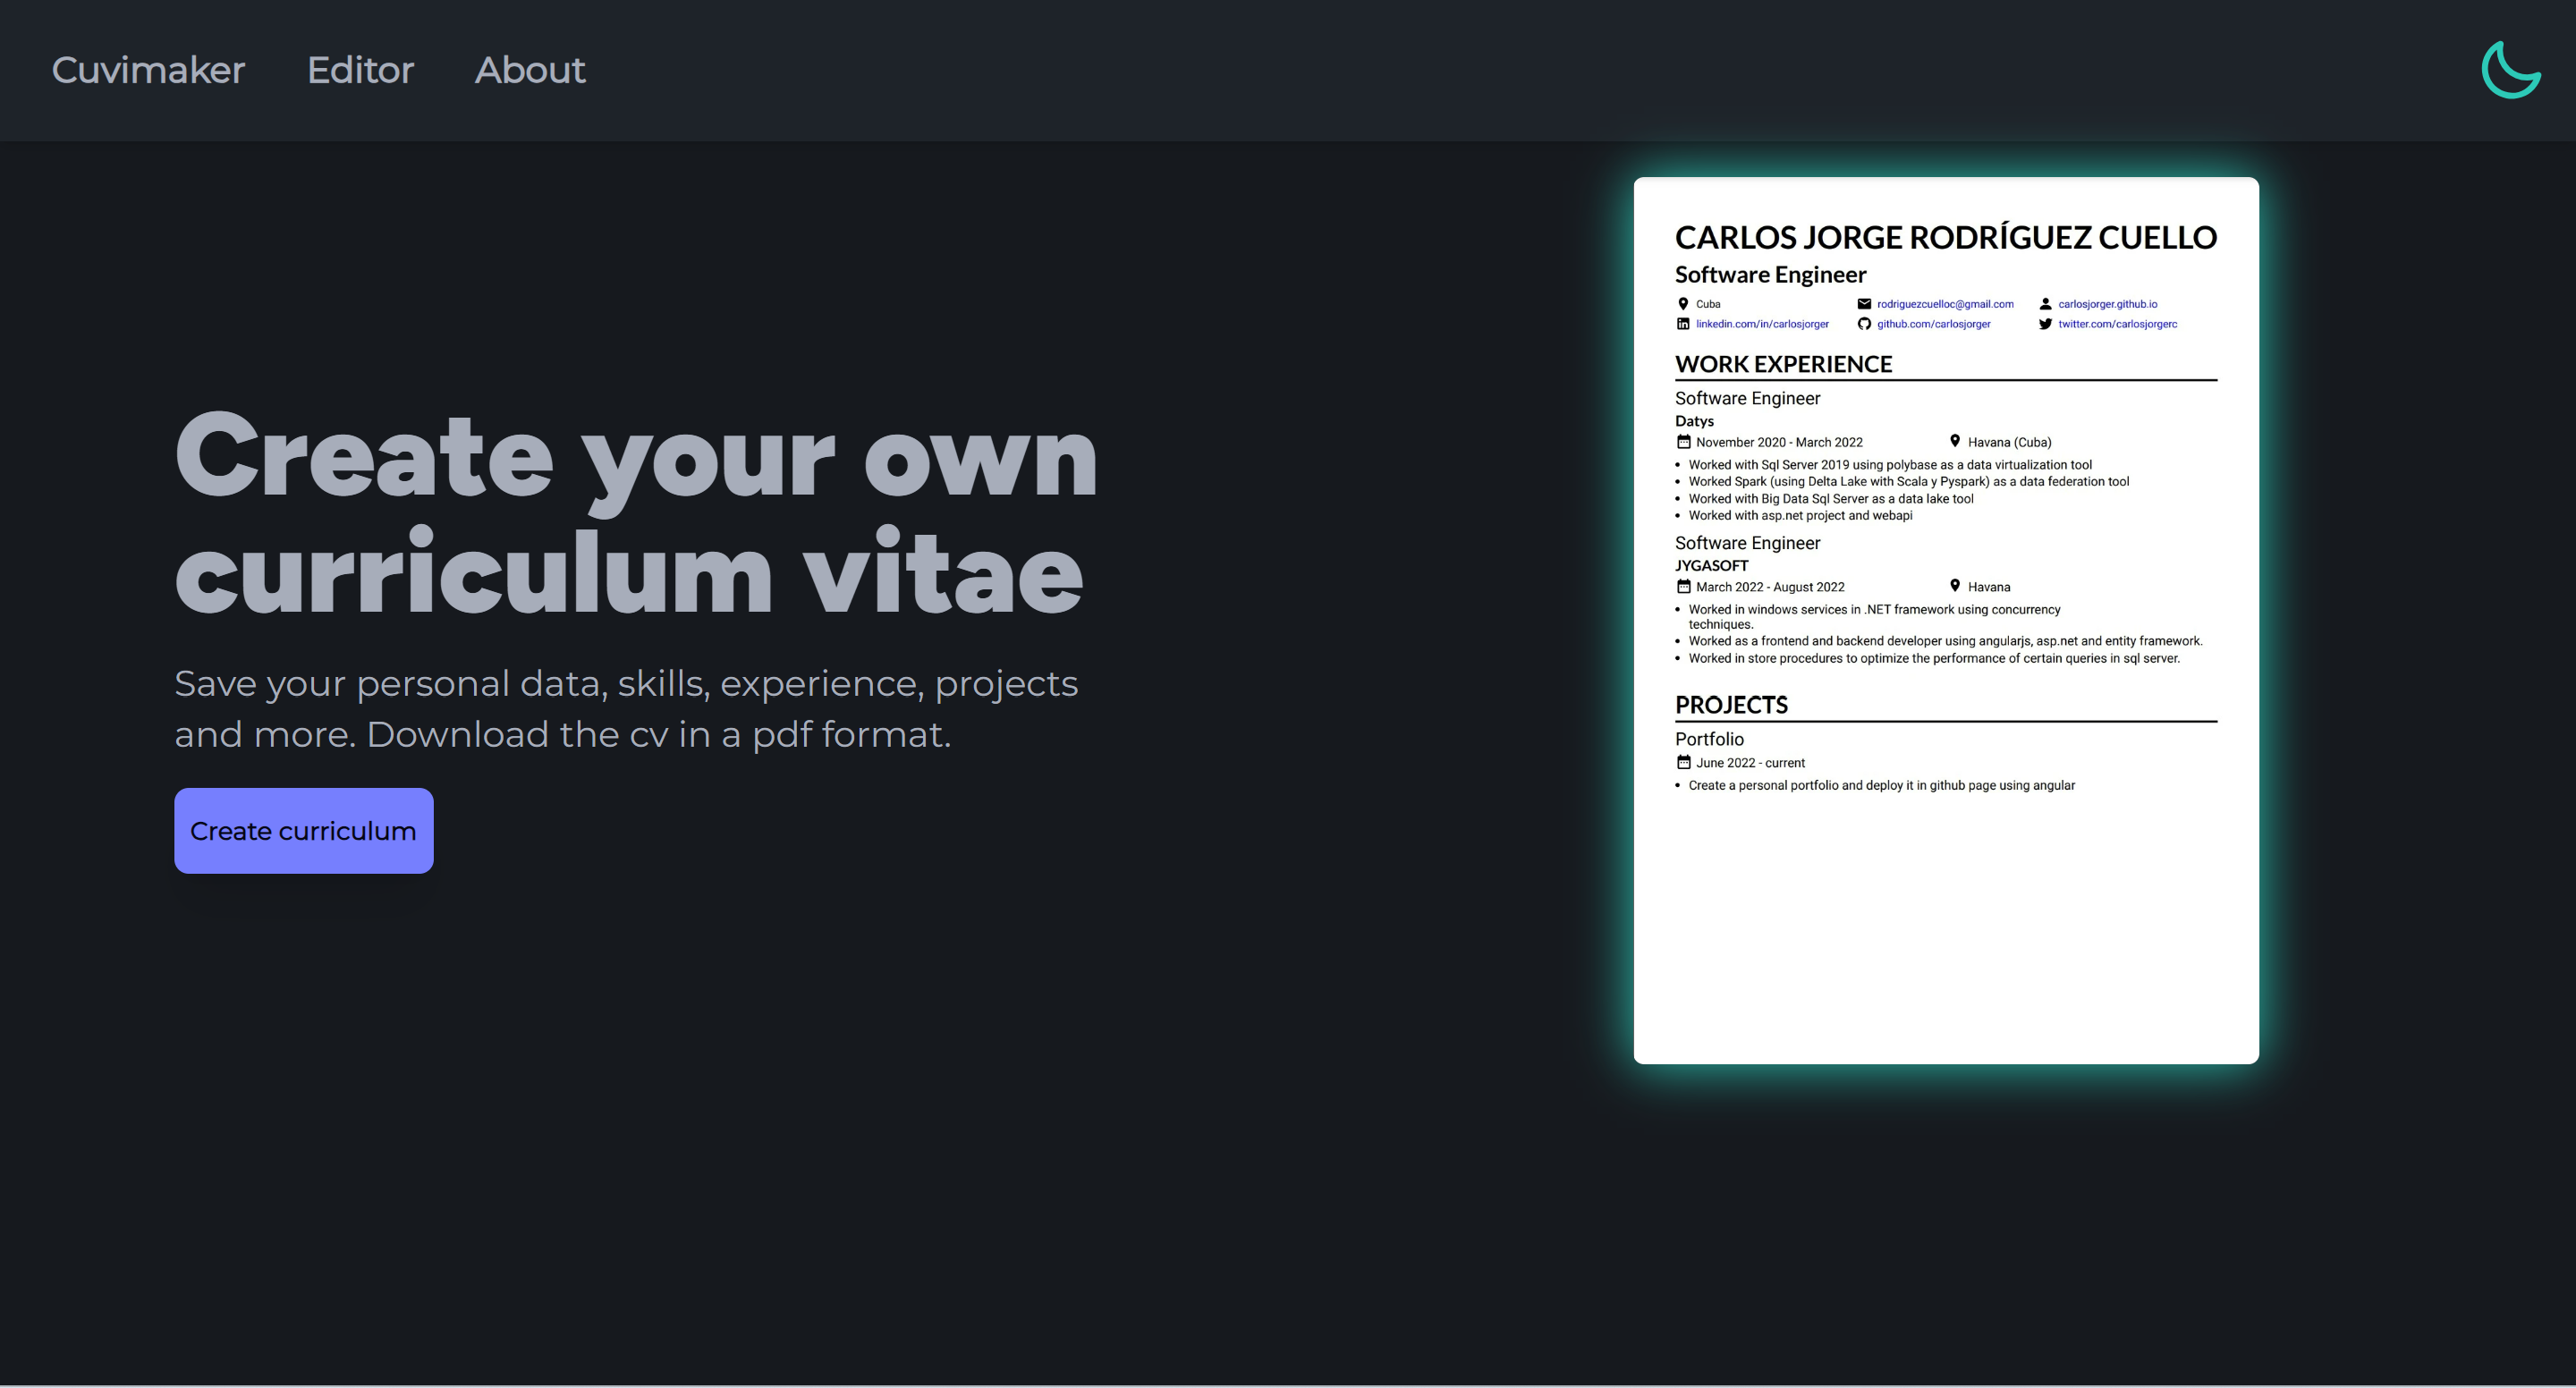 Cuvimaker Editor About
Create your own
curriculum vitae
Save your personal data, skills, experience, projects
and more. Download the cv in a pdf format.
Create curriculum
CARLOS JORGE RODRÍGUEZ CUELLO
Software Engineer
Cuba rodriguezcuelloc@gmail.com carlosjorger.github.io
linkedin.com/in/carlosjorger github.com/carlosjorger twitter.com/carlosjorgerc
WORK EXPERIENCE
Software Engineer
Datys
November 2020 - March 2022 Havana (Cuba)
• Worked with Sql Server 2019 using polybase as a data virtualization tool
• Worked Spark (using Delta Lake with Scala y Pyspark) as a data federation tool
• Worked with Big Data Sql Server as a data lake tool
• Worked with asp.net project and webapi
Software Engineer
JYGASOFT
March 2022 - August 2022 Havana
• Worked in windows services in .NET framework using concurrency
techniques.
• Worked as a frontend and backend developer using angularjs, asp.net and entity framework.
• Worked in store procedures to optimize the performance of certain queries in sql server.
PROJECTS
Portfolio
June 2022 - current
• Create a personal portfolio and deploy it in github page using angular